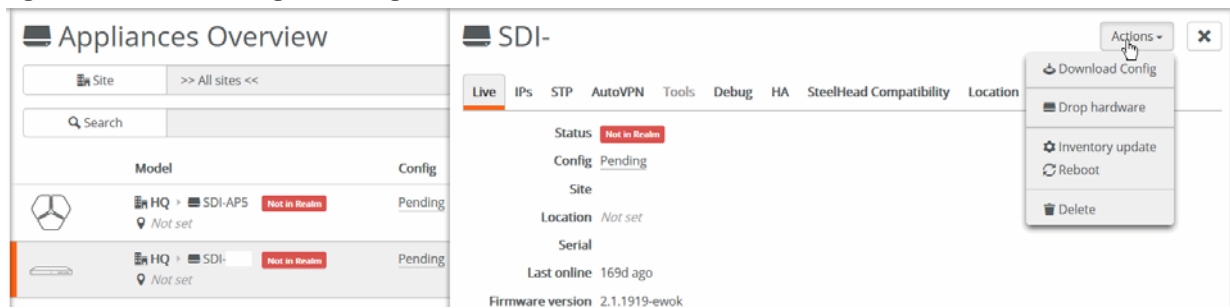 Appliances Overview
Site
>> All sites <<
Search
Model
Config
HQ › SDI-AP5 Not in Realm
Pending
Not set
HQ › SDI- Not in Realm
Pending
Not set
SDI-
Actions
Live IPs STP AutoVPN Tools Debug HA SteelHead Compatibility Location
Status Not in Realm
Config Pending
Site
Location Not set
Serial
Last online 169d ago
Firmware version 2.1.1919-ewok
Download Config
Drop hardware
Inventory update
Reboot
Delete